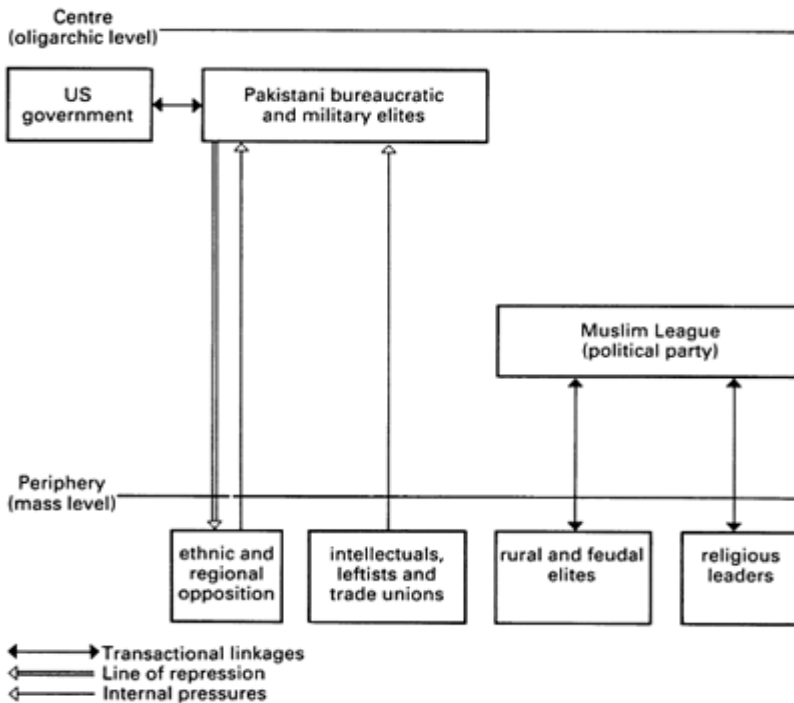 Centre
(oligarchic level)
US
government
Pakistani bureaucratic
and military elites
Muslim League
(political party)
Periphery
(mass level)
ethnic and
regional
opposition
intellectuals,
leftists and
trade unions
rural and feudal
elites
religious
leaders
Transactional linkages
Line of repression
Internal pressures